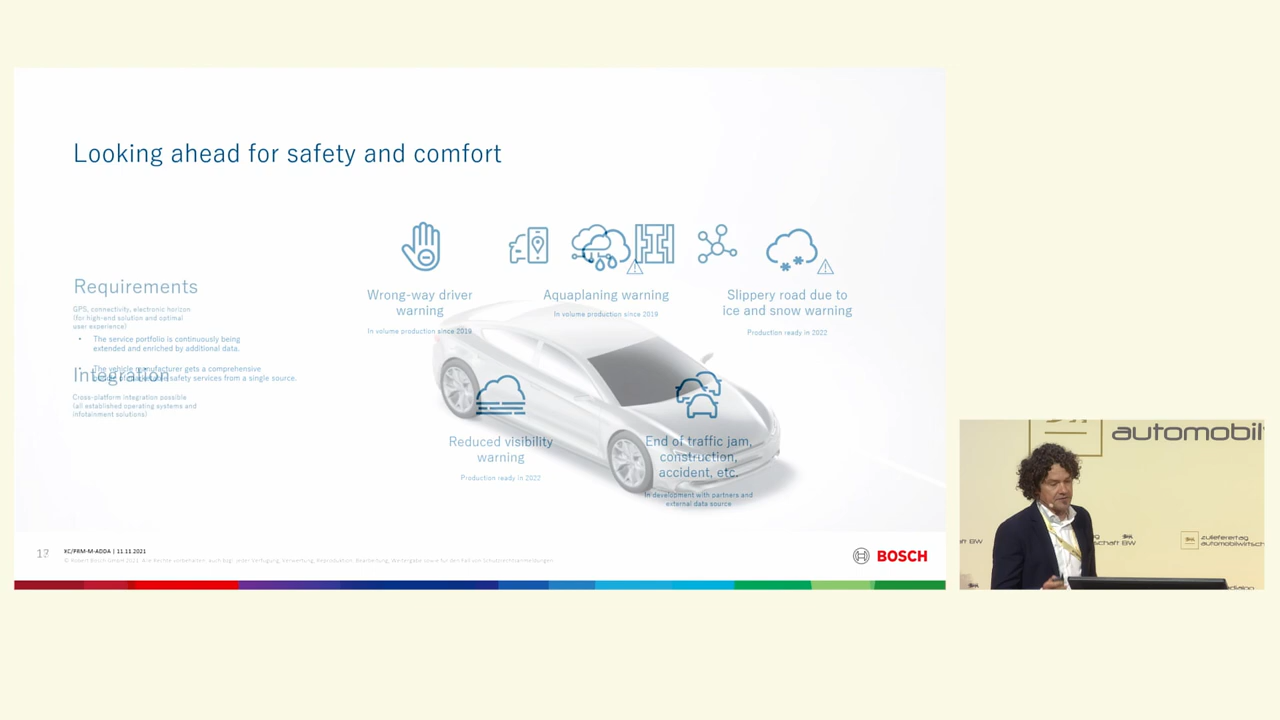 Looking ahead for safety and comfort
Requirements
GPS, connectivity, electronic horizon
(for high-end solution and optimal
user experience)
• The service portfolio is continuously being
extended and enriched by additional data.
• The vehicle manufacturer gets a comprehensive
safety services from a single source.
Integration
Cross-platform integration possible
(all established operating systems and
infotainment solutions)
Wrong-way driver
warning
In volume production since 2019
Aquaplaning warning
In volume production since 2019
Slippery road due to
ice and snow warning
Production ready in 2022
Reduced visibility
warning
Production ready in 2022
End of traffic jam,
construction,
accident, etc.
In development with partners and
external data source
XC/PRM-M-ADDA | 11.11.2021
BOSCH
automobil
schaft BW
zuliefertag
automobilwirtsch